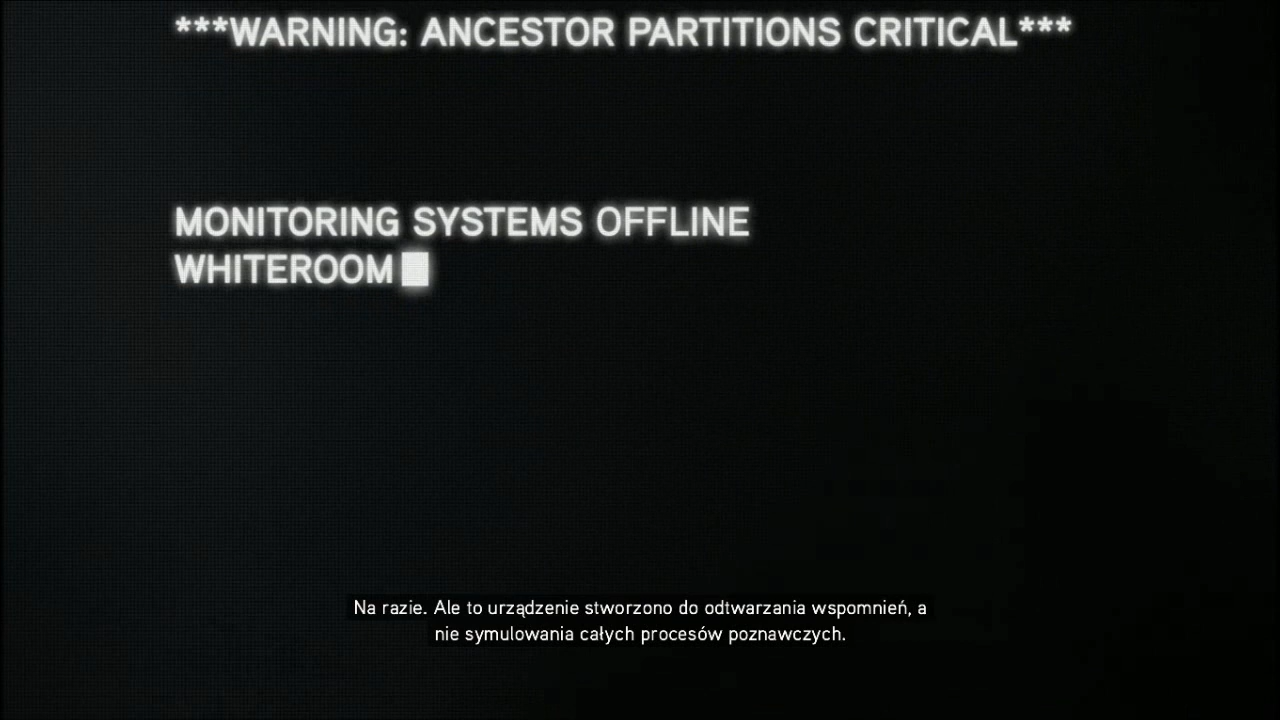 ***WARNING: ANCESTOR PARTITIONS CRITICAL***
MONITORING SYSTEMS OFFLINE
WHITEROOM
Na razie. Ale to urządzenie stworzono do odtwarzania wspomnień, a
nie symulowania całych procesów poznawczych.